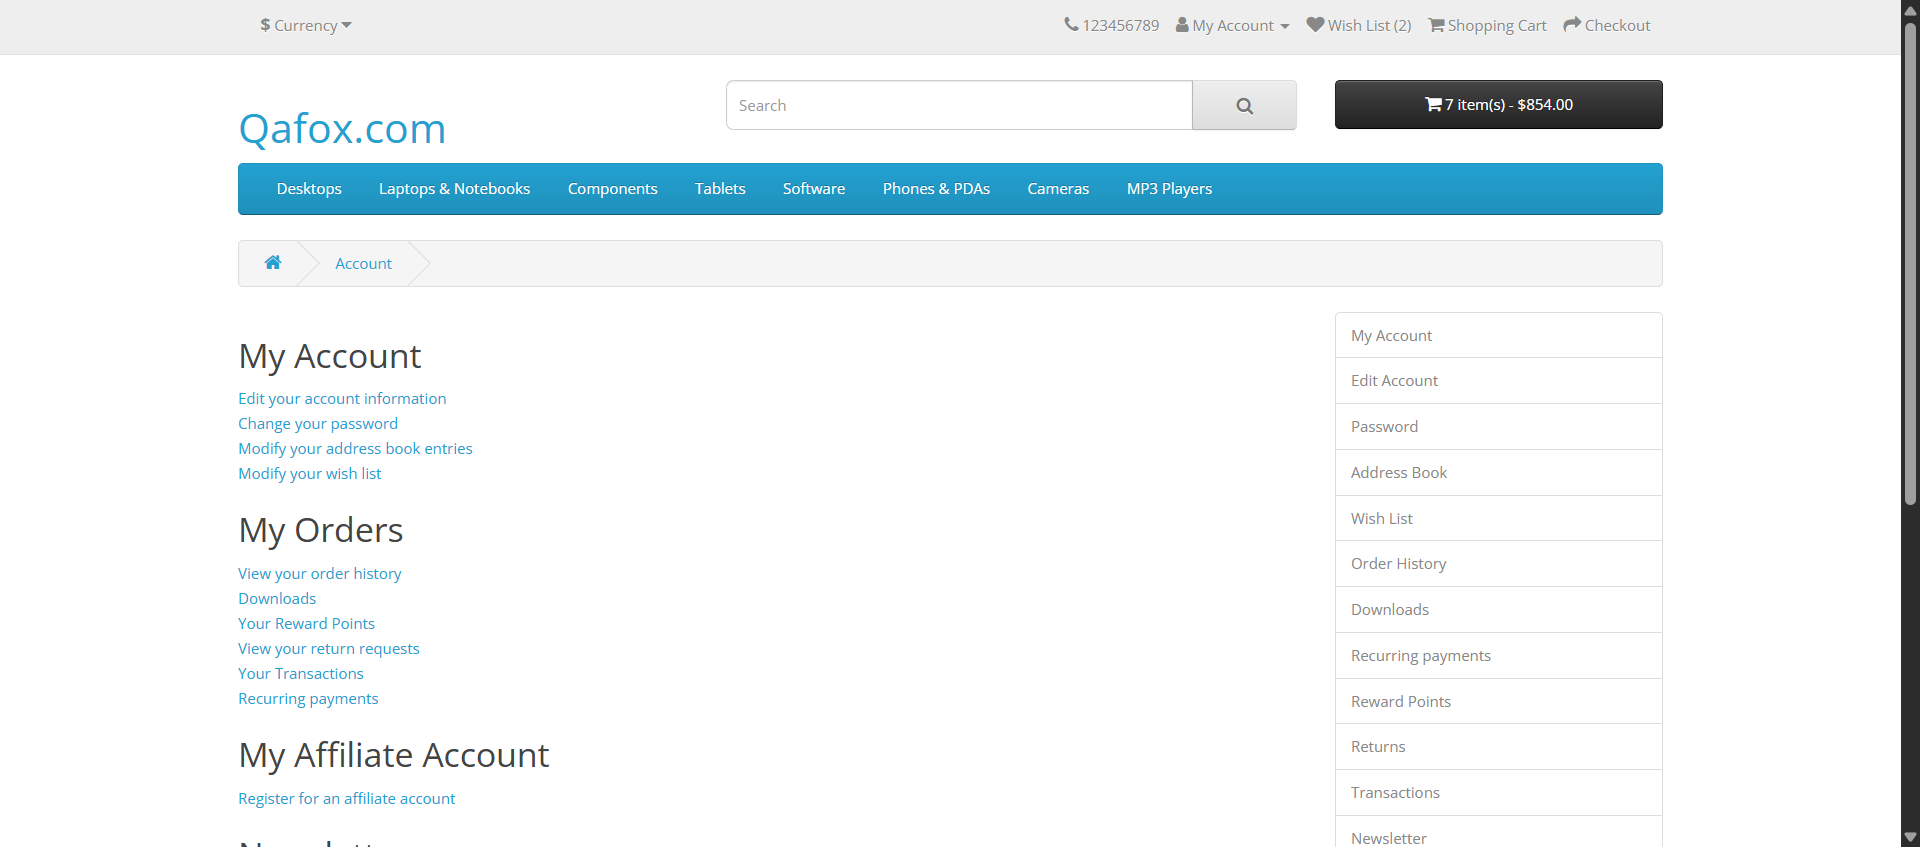 $ Currency
123456789 My Account Wish List (2) Shopping Cart Checkout
Search
7 item(s) - $854.00
Qafox.com
Desktops Laptops & Notebooks Components Tablets Software Phones & PDAs Cameras MP3 Players
Account
My Account
Edit your account information
Change your password
Modify your address book entries
Modify your wish list
My Orders
View your order history
Downloads
Your Reward Points
View your return requests
Your Transactions
Recurring payments
My Affiliate Account
Register for an affiliate account
My Account
Edit Account
Password
Address Book
Wish List
Order History
Downloads
Recurring payments
Reward Points
Returns
Transactions
Newsletter